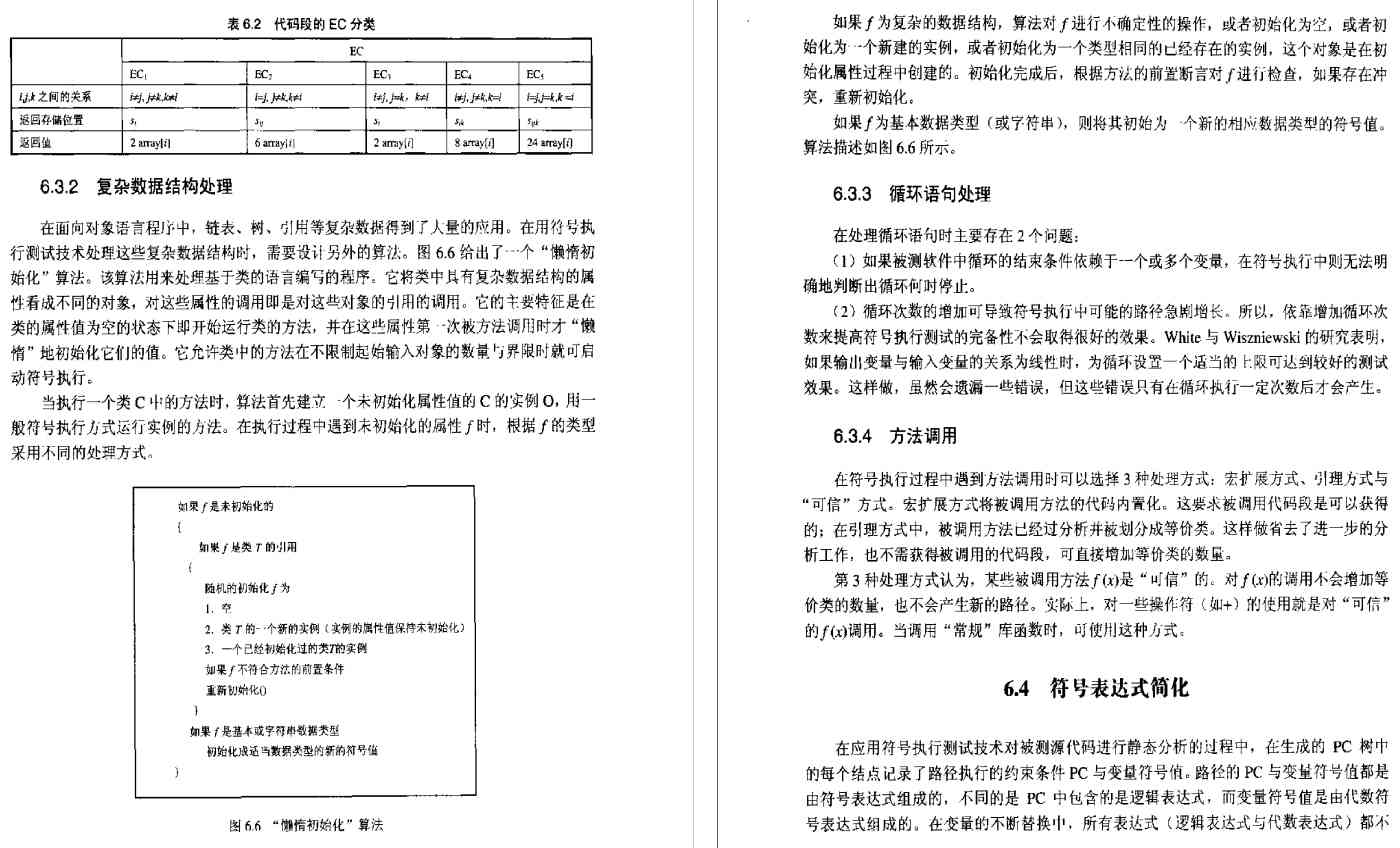 表 6.2 代码段的 EC 分类
EC
EC₁ EC₂ EC₃ EC₄ EC₅
i,j,k 之间的关系 i≠j, j≠k,k≠i i=j, j≠k,k≠i i≠j, j=k, k≠i i≠j, j≠k,k=i i=j,j=k,k=i
返回存储位置 sᵢ sᵢⱼ sᵢ sᵢₖ sᵢⱼₖ
返回值 2 array[i] 6 array[i] 2 array[i] 8 array[i] 24 array[i]
6.3.2 复杂数据结构处理
在面向对象语言程序中，链表、树、引用等复杂数据得到了大量的应用。在用符号执
行测试技术处理这些复杂数据结构时，需要设计另外的算法。图 6.6 给出了一个“懒惰初
始化”算法。该算法用来处理基于类的语言编写的程序。它将类中具有复杂数据结构的属
性看成不同的对象，对这些属性的调用即是对这些对象的引用的调用。它的主要特征是在
类的属性值为空的状态下即开始运行类的方法，并在这些属性第一次被方法调用时才“懒
惰”地初始化它们的值。它允许类中的方法在不限制起始输入对象的数量与界限时就可启
动符号执行。
当执行一个类 C 中的方法时，算法首先建立一个未初始化属性值的 C 的实例 O，用一
般符号执行方式运行实例的方法。在执行过程中遇到未初始化的属性 f 时，根据 f 的类型
采用不同的处理方式。
如果 f 是未初始化的
{
如果 f 是类 T 的引用
{
随机的初始化 f 为
1．空
2．类 T 的一个新的实例（实例的属性值保持未初始化）
3．一个已经初始化过的类T的实例
如果 f 不符合方法的前置条件
重新初始化()
}
如果 f 是基本或字符串数据类型
初始化成适当数据类型的新的符号值
}
图 6.6 “懒惰初始化”算法
如果 f 为复杂的数据结构，算法对 f 进行不确定性的操作，或者初始化为空，或者初
始化为一个新建的实例，或者初始化为一个类型相同的已经存在的实例，这个对象是在初
始化属性过程中创建的。初始化完成后，根据方法的前置断言对 f 进行检查，如果存在冲
突，重新初始化。
如果 f 为基本数据类型（或字符串），则将其初始为一个新的相应数据类型的符号值。
算法描述如图 6.6 所示。
6.3.3 循环语句处理
在处理循环语句时主要存在 2 个问题：
（1）如果被测软件中循环的结束条件依赖于一个或多个变量，在符号执行中则无法明
确地判断出循环何时停止。
（2）循环次数的增加可导致符号执行中可能的路径急剧增长。所以，依靠增加循环次
数来提高符号执行测试的完备性不会取得很好的效果。White 与 Wiszniewski 的研究表明，
如果输出变量与输入变量的关系为线性时，为循环设置一个适当的上限可达到较好的测试
效果。这样做，虽然会遗漏一些错误，但这些错误只有在循环执行一定次数后才会产生。
6.3.4 方法调用
在符号执行过程中遇到方法调用时可以选择 3 种处理方式：宏扩展方式、引理方式与
“可信”方式。宏扩展方式将被调用方法的代码内置化。这要求被调用代码段是可以获得
的；在引理方式中，被调用方法已经过分析并被划分成等价类。这样做省去了进一步的分
析工作，也不需获得被调用的代码段，可直接增加等价类的数量。
第 3 种处理方式认为，某些被调用方法 f (x)是“可信”的。对 f (x)的调用不会增加等
价类的数量，也不会产生新的路径。实际上，对一些操作符（如+）的使用就是对“可信”
的 f (x)调用。当调用“常规”库函数时，可使用这种方式。
6.4 符号表达式简化
在应用符号执行测试技术对被测源代码进行静态分析的过程中，在生成的 PC 树中
的每个结点记录了路径执行的约束条件 PC 与变量符号值。路径的 PC 与变量符号值都是
由符号表达式组成的，不同的是 PC 中包含的是逻辑表达式，而变量符号值是由代数符
号表达式组成的。在变量的不断替换中，所有表达式（逻辑表达式与代数表达式）都不